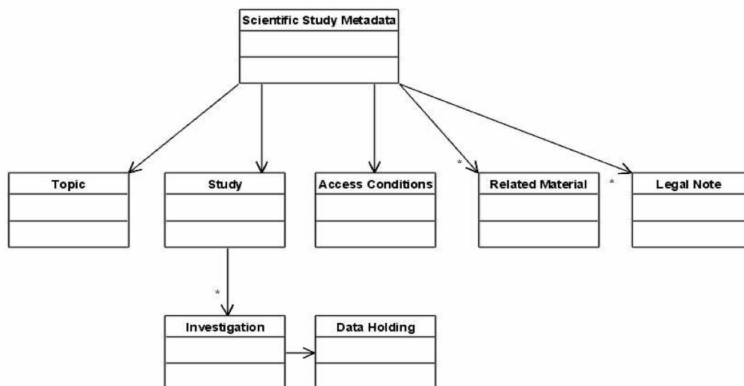 Scientific Study Metadata
*
Topic
Study
Access Conditions
Related Material
*
Legal Note
*
Investigation
Data Holding